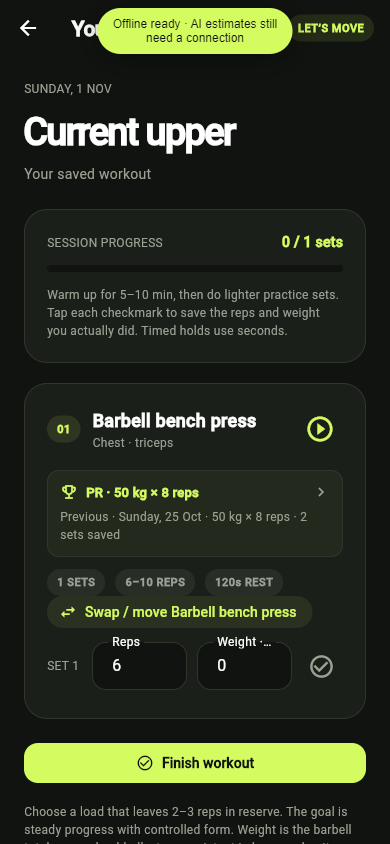 Offline ready · AI estimates still
need a connection
LET'S MOVE
SUNDAY, 1 NOV
Current upper
Your saved workout
SESSION PROGRESS
0 / 1 sets
Warm up for 5–10 min, then do lighter practice sets.
Tap each checkmark to save the reps and weight
you actually did. Timed holds use seconds.
01
Barbell bench press
Chest · triceps
PR · 50 kg × 8 reps
Previous · Sunday, 25 Oct · 50 kg × 8 reps · 2
sets saved
1 SETS
6–10 REPS
120s REST
Swap / move Barbell bench press
Reps
Weight ·…
SET 1
6
0
Finish workout
Choose a load that leaves 2–3 reps in reserve. The goal is
steady progress with controlled form. Weight is the barbell